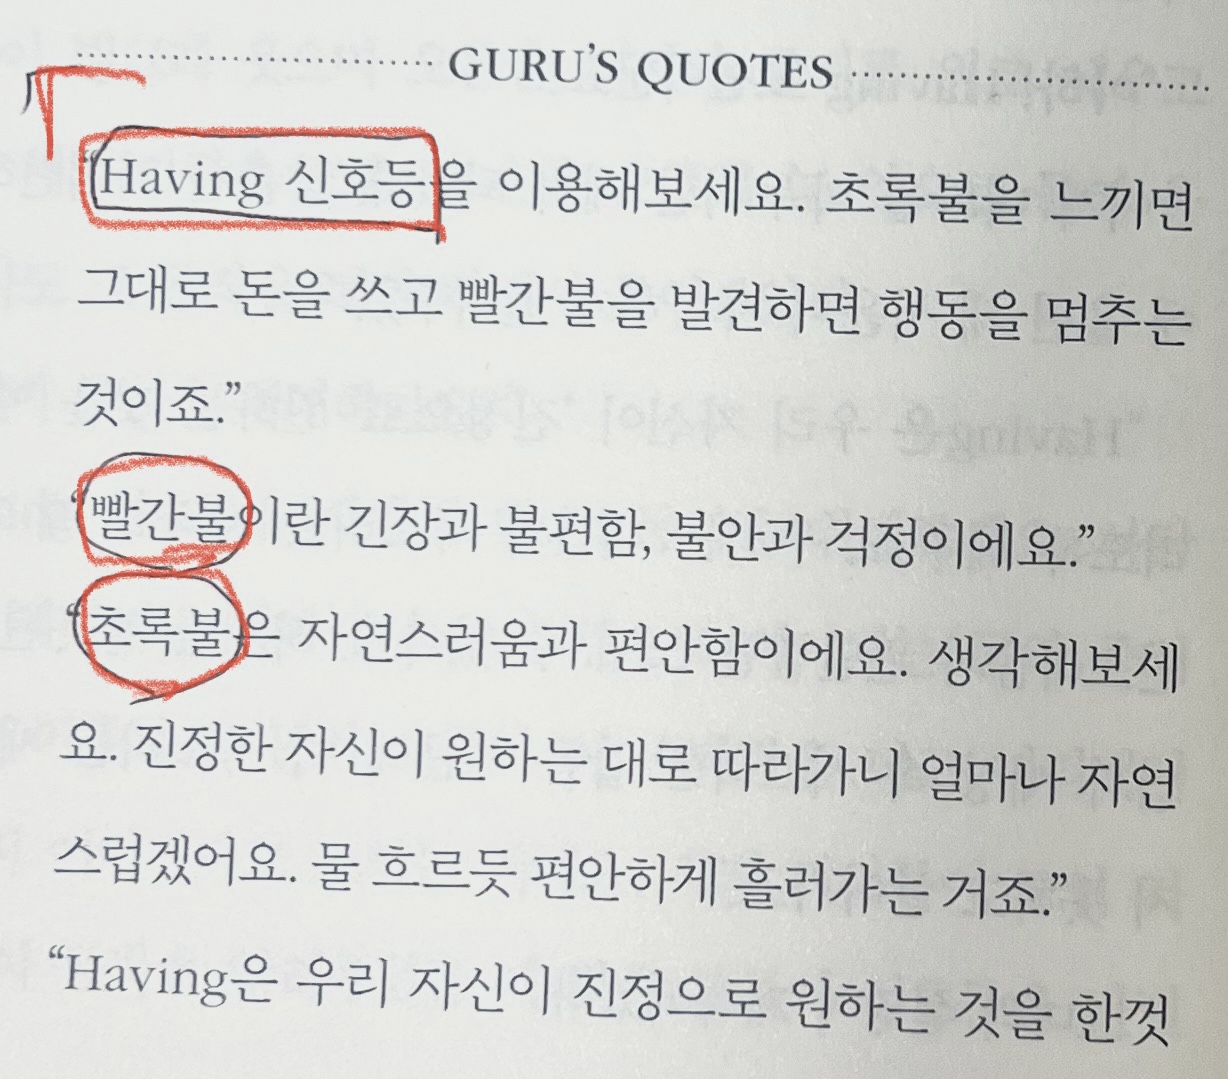 GURU'S QUOTES
“Having 신호등을 이용해보세요. 초록불을 느끼면
그대로 돈을 쓰고 빨간불을 발견하면 행동을 멈추는
것이죠.”
“빨간불이란 긴장과 불편함, 불안과 걱정이에요.”
“초록불은 자연스러움과 편안함이에요. 생각해보세
요. 진정한 자신이 원하는 대로 따라가니 얼마나 자연
스럽겠어요. 물 흐르듯 편안하게 흘러가는 거죠.”
“Having은 우리 자신이 진정으로 원하는 것을 한껏